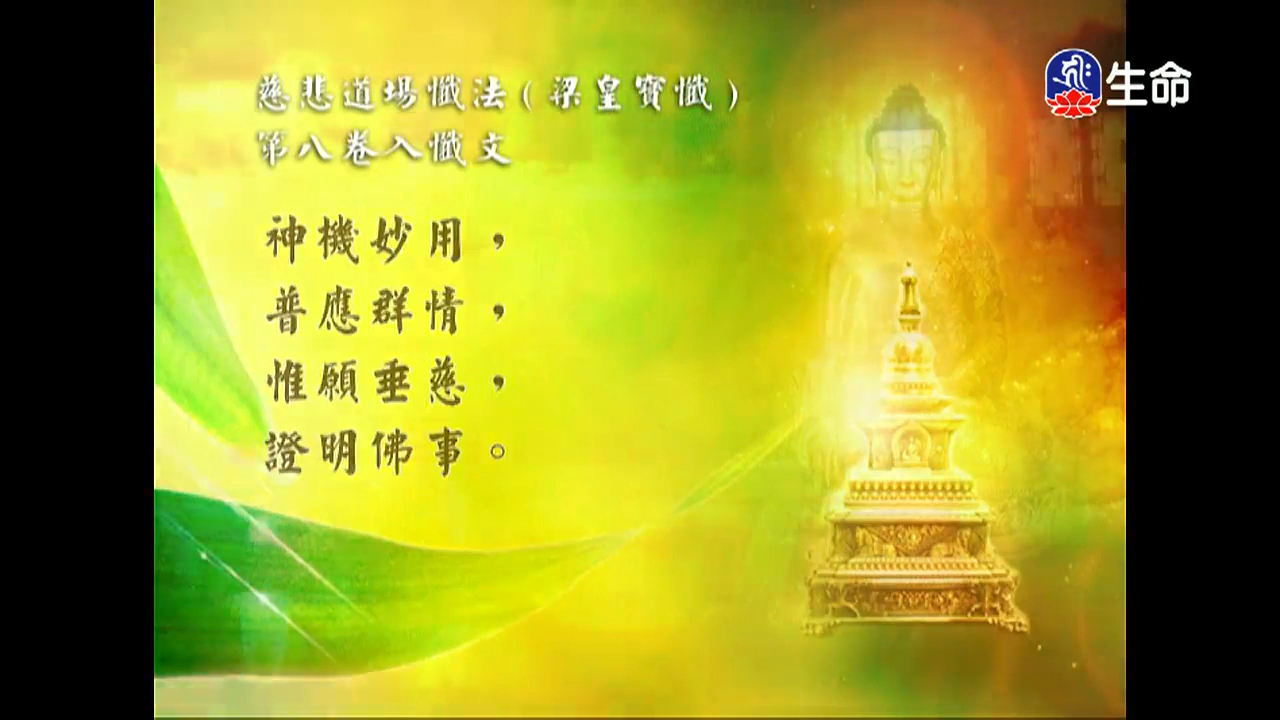 慈悲道場懺法（梁皇寶懺）
第八卷入懺文
神機妙用，
普應群情，
惟願垂慈，
證明佛事。
生命